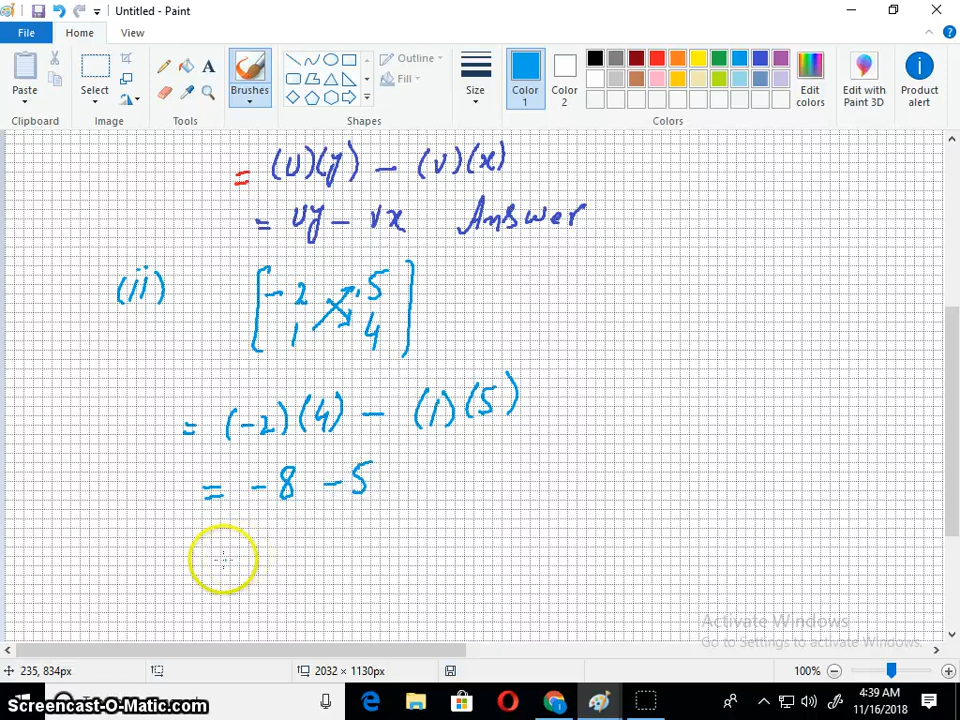 Untitled - Paint
File Home View
Paste Select Brushes Outline Fill Size Color 1 Color 2 Edit colors Edit with Paint 3D Product alert
Clipboard Image Tools Shapes Colors
= (U)(y) - (V)(x)
= Uy - Vx Answer
(ii) [-2 5
1 4]
= (-2)(4) - (1)(5)
= -8 -5
Activate Windows
Go to Settings to activate Windows.
235, 834px 2032 × 1130px 100%
Screencast-O-Matic.com
4:39 AM
11/16/2018